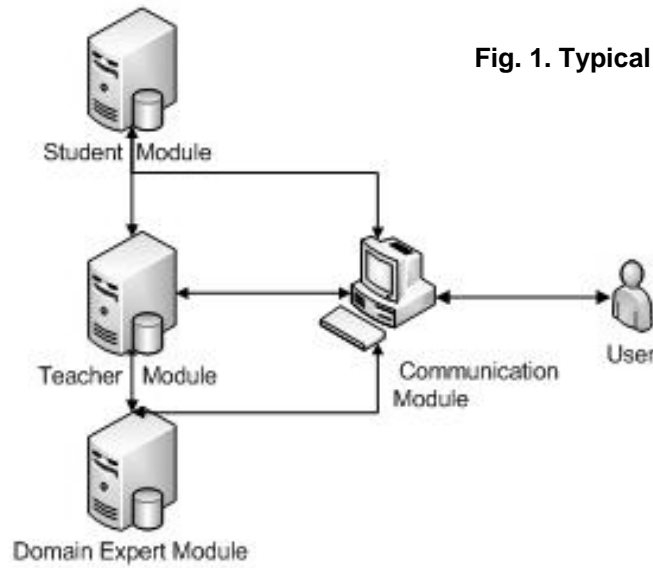 Fig. 1. Typical
Student Module
Teacher Module
Communication
Module
User
Domain Expert Module